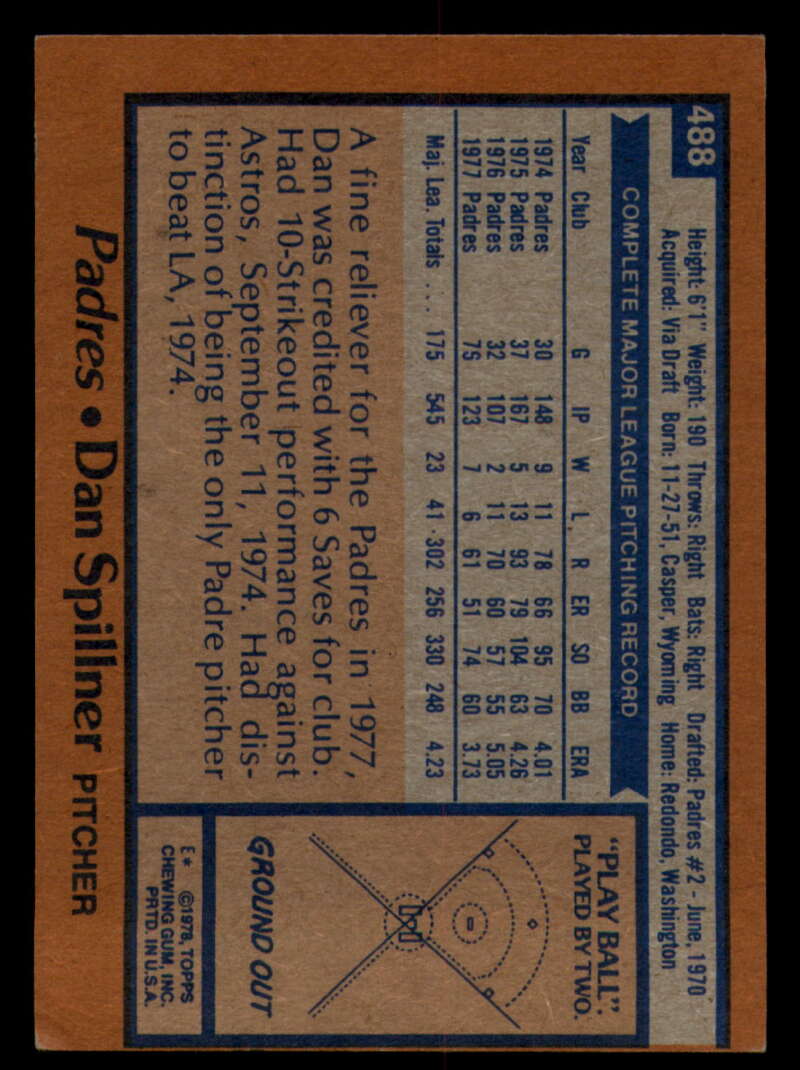 488
Height: 6'1" Weight: 190 Throws: Right Bats: Right Drafted: Padres #2 - June, 1970
Acquired: Via Draft Born: 11-27-51, Casper, Wyoming Home: Redondo, Washington
COMPLETE MAJOR LEAGUE PITCHING RECORD
Year Club G IP W L. R ER SO BB ERA
1974 Padres 30 148 9 11 78 66 95 70 4.01
1975 Padres 37 167 5 13 93 79 104 63 4.26
1976 Padres 32 107 2 11 70 60 57 55 5.05
1977 Padres 76 123 7 6 61 51 74 60 3.73
Maj. Lea. Totals ... 175 545 23 41 302 256 330 248 4.23
A fine reliever for the Padres in 1977,
Dan was credited with 6 Saves for club.
Had 10-Strikeout performance against
Astros, September 11, 1974. Had dis-
tinction of being the only Padre pitcher
to beat LA, 1974.
"PLAY BALL".
PLAYED BY TWO.
GROUND OUT
E* ©1978, TOPPS
CHEWING GUM, INC.
PRTD. IN U.S.A.
Padres • Dan Spillner PITCHER